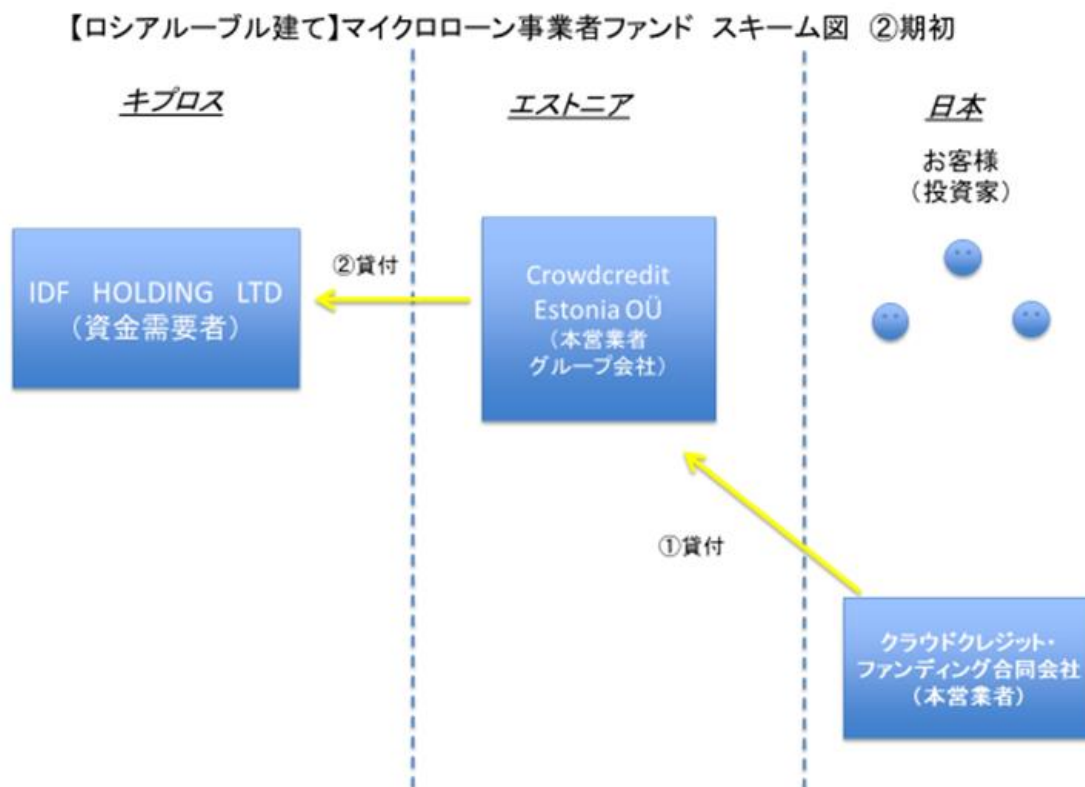 【ロシアルーブル建て】マイクロローン事業者ファンド スキーム図 ②期初
キプロス
エストニア
日本
お客様
（投資家）
IDF HOLDING LTD
（資金需要者）
②貸付
Crowdcredit
Estonia OÜ
（本営業者
グループ会社）
①貸付
クラウドクレジット・
ファンディング合同会社
（本営業者）